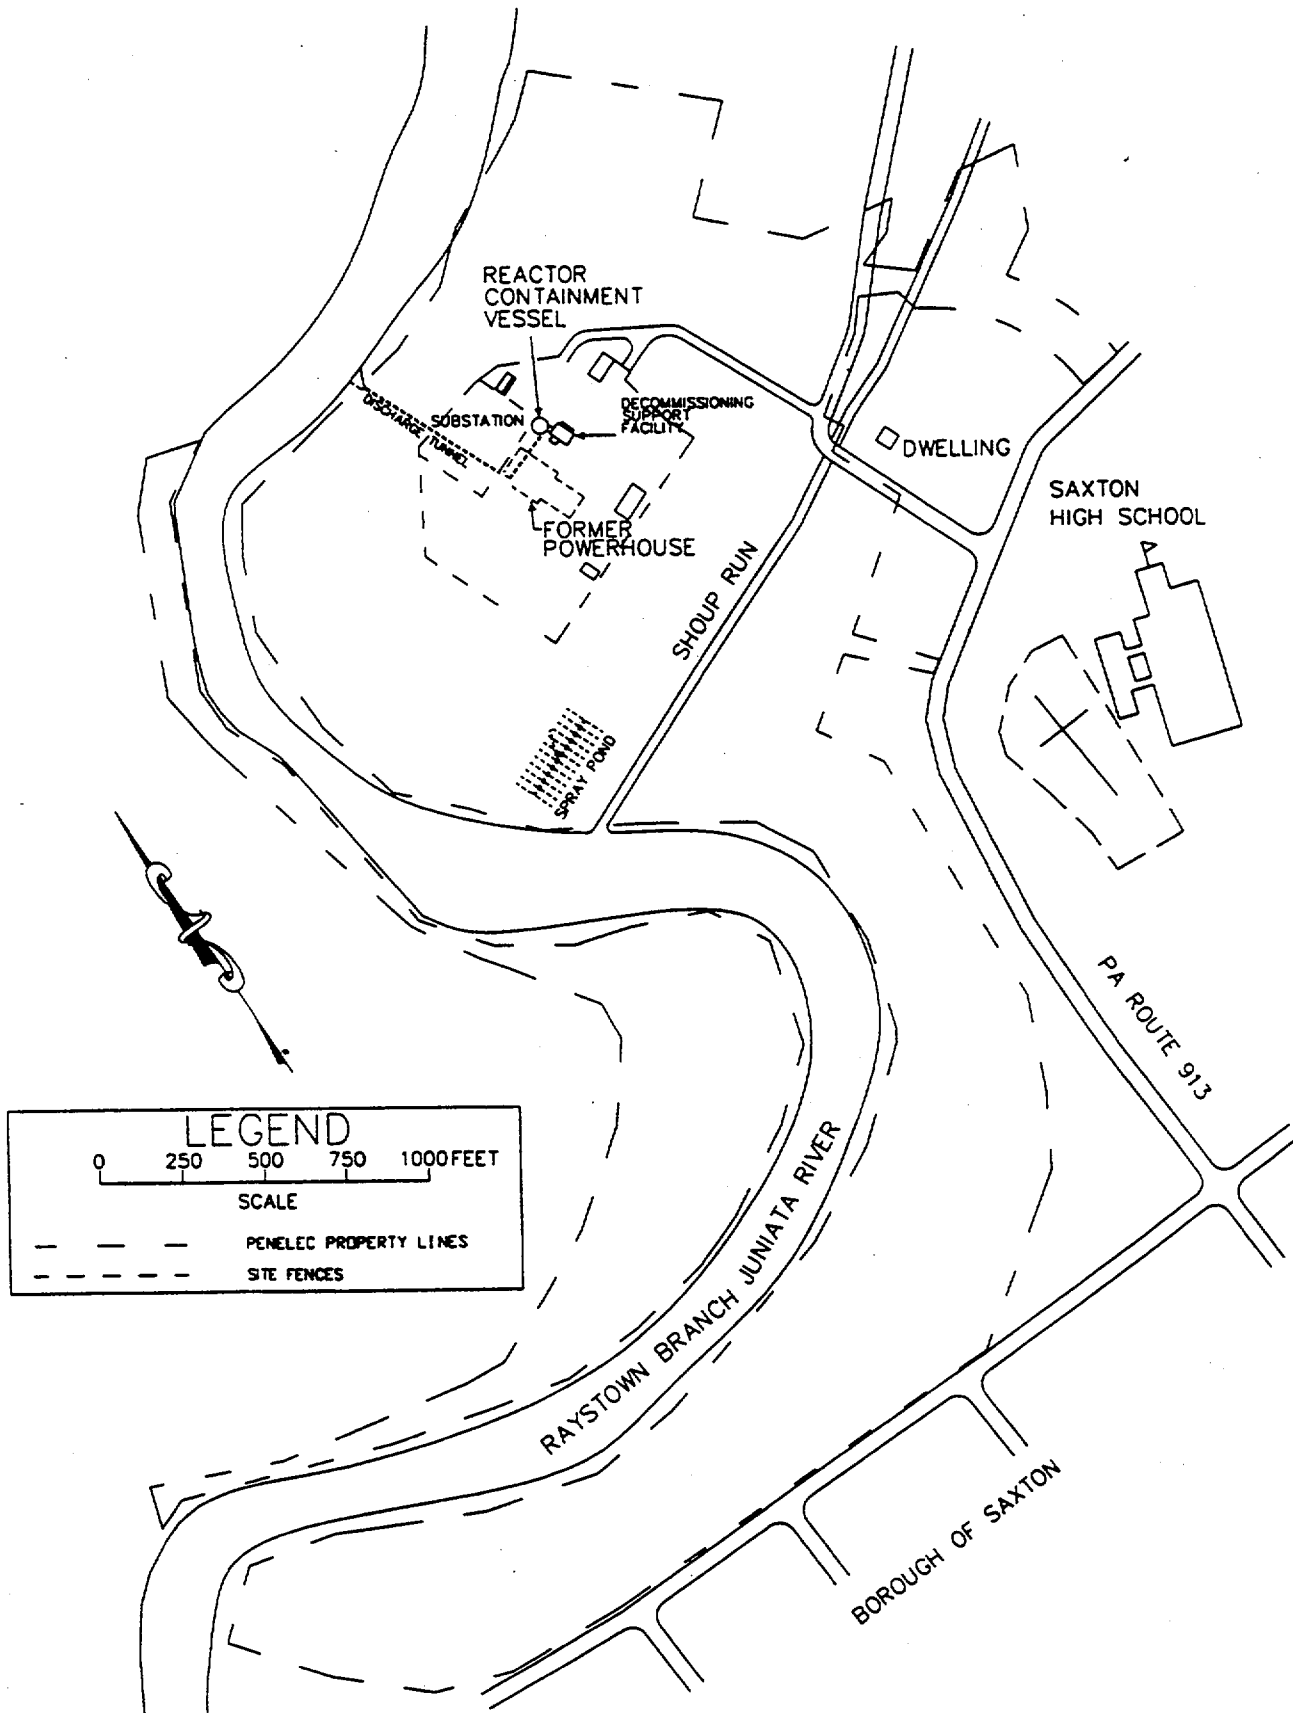 REACTOR
CONTAINMENT
VESSEL
DECOMMISSIONING
SUPPORT
FACILITY
SUBSTATION
DISCHARGE TUNNEL
DWELLING
SAXTON
HIGH SCHOOL
FORMER
POWERHOUSE
SHOUP RUN
SPRAY POND
PA ROUTE 913
LEGEND
0 250 500 750 1000 FEET
SCALE
PENELEC PROPERTY LINES
SITE FENCES
RAYSTOWN BRANCH JUNIATA RIVER
BOROUGH OF SAXTON